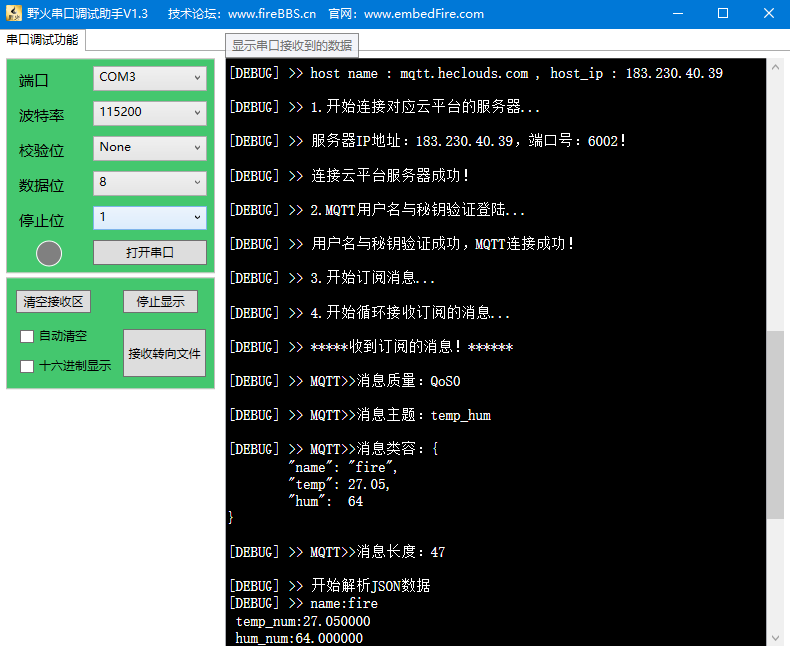 野火串口调试助手V1.3 技术论坛：www.fireBBS.cn 官网：www.embedFire.com
串口调试功能
显示串口接收到的数据
端口 COM3
波特率 115200
校验位 None
数据位 8
停止位 1
打开串口
清空接收区 停止显示
自动清空
十六进制显示
接收转向文件
[DEBUG] >> host name : mqtt.heclouds.com , host_ip : 183.230.40.39
[DEBUG] >> 1.开始连接对应云平台的服务器...
[DEBUG] >> 服务器IP地址：183.230.40.39，端口号：6002！
[DEBUG] >> 连接云平台服务器成功！
[DEBUG] >> 2.MQTT用户名与秘钥验证登陆...
[DEBUG] >> 用户名与秘钥验证成功，MQTT连接成功！
[DEBUG] >> 3.开始订阅消息...
[DEBUG] >> 4.开始循环接收订阅的消息...
[DEBUG] >> *****收到订阅的消息！******
[DEBUG] >> MQTT>>消息质量：QoS0
[DEBUG] >> MQTT>>消息主题：temp_hum
[DEBUG] >> MQTT>>消息类容：{
"name": "fire",
"temp": 27.05,
"hum": 64
}
[DEBUG] >> MQTT>>消息长度：47
[DEBUG] >> 开始解析JSON数据
[DEBUG] >> name:fire
temp_num:27.050000
hum_num:64.000000